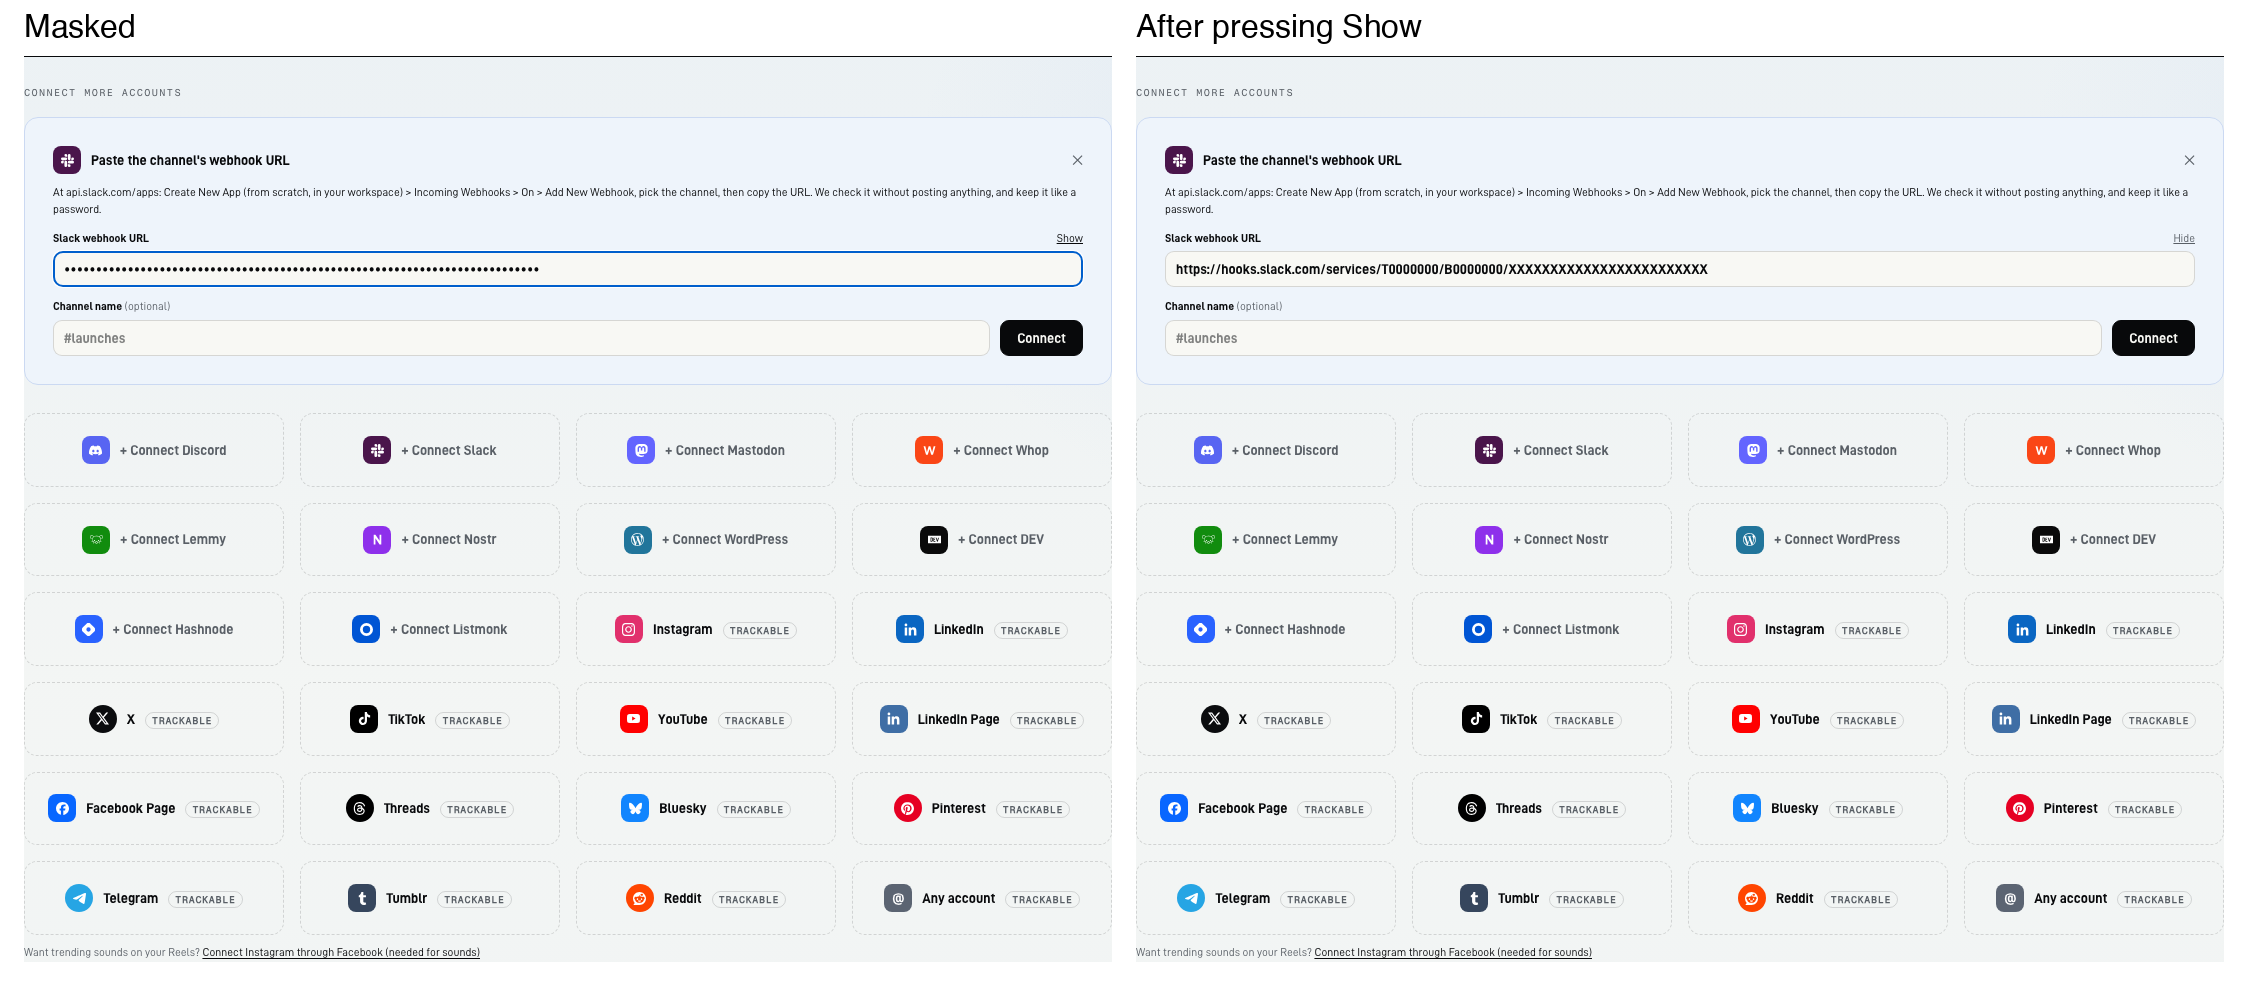 Masked
CONNECT MORE ACCOUNTS
Paste the channel's webhook URL
At api.slack.com/apps: Create New App (from scratch, in your workspace) > Incoming Webhooks > On > Add New Webhook, pick the channel, then copy the URL. We check it without posting anything, and keep it like a
password.
Slack webhook URL
Show
••••••••••••••••••••••••••••••••••••••••••••••••••••••••••••••••••••••••••••••
Channel name (optional)
#launches
Connect
+ Connect Discord
+ Connect Slack
+ Connect Mastodon
W
+ Connect Whop
+ Connect Lemmy
N
+ Connect Nostr
+ Connect WordPress
DEV
+ Connect DEV
+ Connect Hashnode
+ Connect Listmonk
Instagram TRACKABLE
in
LinkedIn TRACKABLE
X TRACKABLE
TikTok TRACKABLE
YouTube TRACKABLE
in
LinkedIn Page TRACKABLE
Facebook Page TRACKABLE
Threads TRACKABLE
Bluesky TRACKABLE
Pinterest TRACKABLE
Telegram TRACKABLE
t
Tumblr TRACKABLE
Reddit TRACKABLE
@
Any account TRACKABLE
Want trending sounds on your Reels? Connect Instagram through Facebook (needed for sounds)
After pressing Show
CONNECT MORE ACCOUNTS
Paste the channel's webhook URL
At api.slack.com/apps: Create New App (from scratch, in your workspace) > Incoming Webhooks > On > Add New Webhook, pick the channel, then copy the URL. We check it without posting anything, and keep it like a
password.
Slack webhook URL
Hide
https://hooks.slack.com/services/T0000000/B0000000/XXXXXXXXXXXXXXXXXXXXXXXX
Channel name (optional)
#launches
Connect
+ Connect Discord
+ Connect Slack
+ Connect Mastodon
W
+ Connect Whop
+ Connect Lemmy
N
+ Connect Nostr
+ Connect WordPress
DEV
+ Connect DEV
+ Connect Hashnode
+ Connect Listmonk
Instagram TRACKABLE
in
LinkedIn TRACKABLE
X TRACKABLE
TikTok TRACKABLE
YouTube TRACKABLE
in
LinkedIn Page TRACKABLE
Facebook Page TRACKABLE
Threads TRACKABLE
Bluesky TRACKABLE
Pinterest TRACKABLE
Telegram TRACKABLE
t
Tumblr TRACKABLE
Reddit TRACKABLE
@
Any account TRACKABLE
Want trending sounds on your Reels? Connect Instagram through Facebook (needed for sounds)